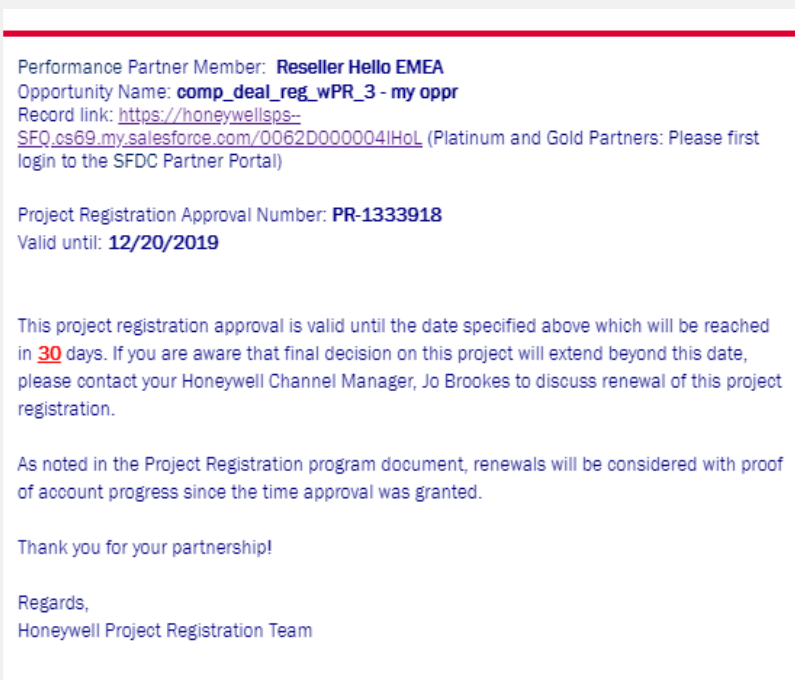 Performance Partner Member: Reseller Hello EMEA
Opportunity Name: comp_deal_reg_wPR_3 - my oppr
Record link: https://honeywellsps--
SFQ.cs69.my.salesforce.com/0062D000004IHoL (Platinum and Gold Partners: Please first
login to the SFDC Partner Portal)
Project Registration Approval Number: PR-1333918
Valid until: 12/20/2019
This project registration approval is valid until the date specified above which will be reached
in 30 days. If you are aware that final decision on this project will extend beyond this date,
please contact your Honeywell Channel Manager, Jo Brookes to discuss renewal of this project
registration.
As noted in the Project Registration program document, renewals will be considered with proof
of account progress since the time approval was granted.
Thank you for your partnership!
Regards,
Honeywell Project Registration Team